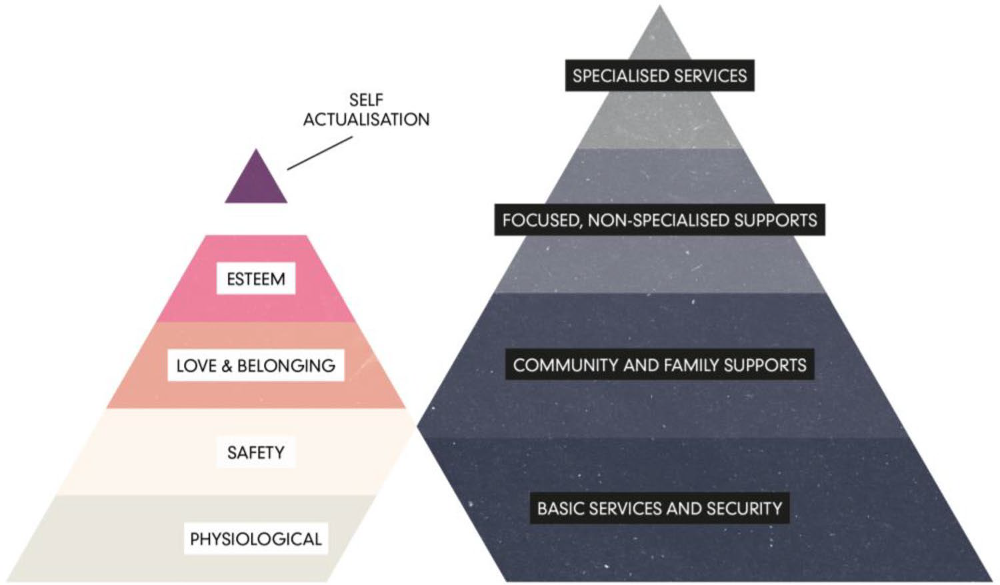 SELF
ACTUALISATION
ESTEEM
LOVE & BELONGING
SAFETY
PHYSIOLOGICAL
SPECIALISED SERVICES
FOCUSED, NON-SPECIALISED SUPPORTS
COMMUNITY AND FAMILY SUPPORTS
BASIC SERVICES AND SECURITY